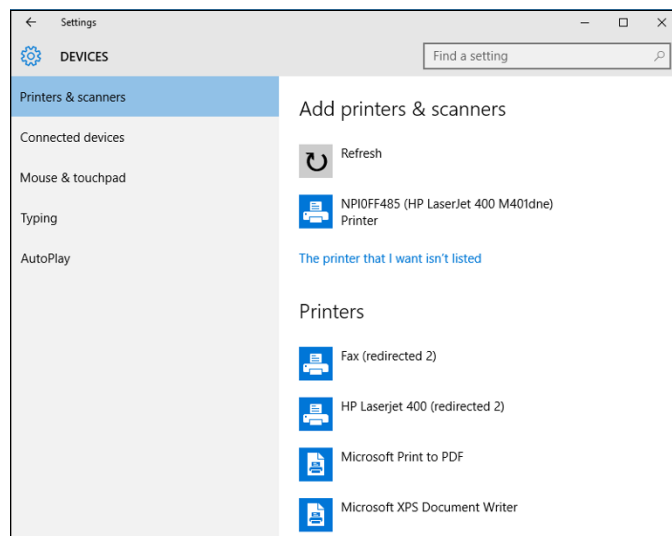 Settings
DEVICES
Find a setting
Printers & scanners
Connected devices
Mouse & touchpad
Typing
AutoPlay
Add printers & scanners
Refresh
NPI0FF485 (HP LaserJet 400 M401dne)
Printer
The printer that I want isn't listed
Printers
Fax (redirected 2)
HP Laserjet 400 (redirected 2)
Microsoft Print to PDF
Microsoft XPS Document Writer